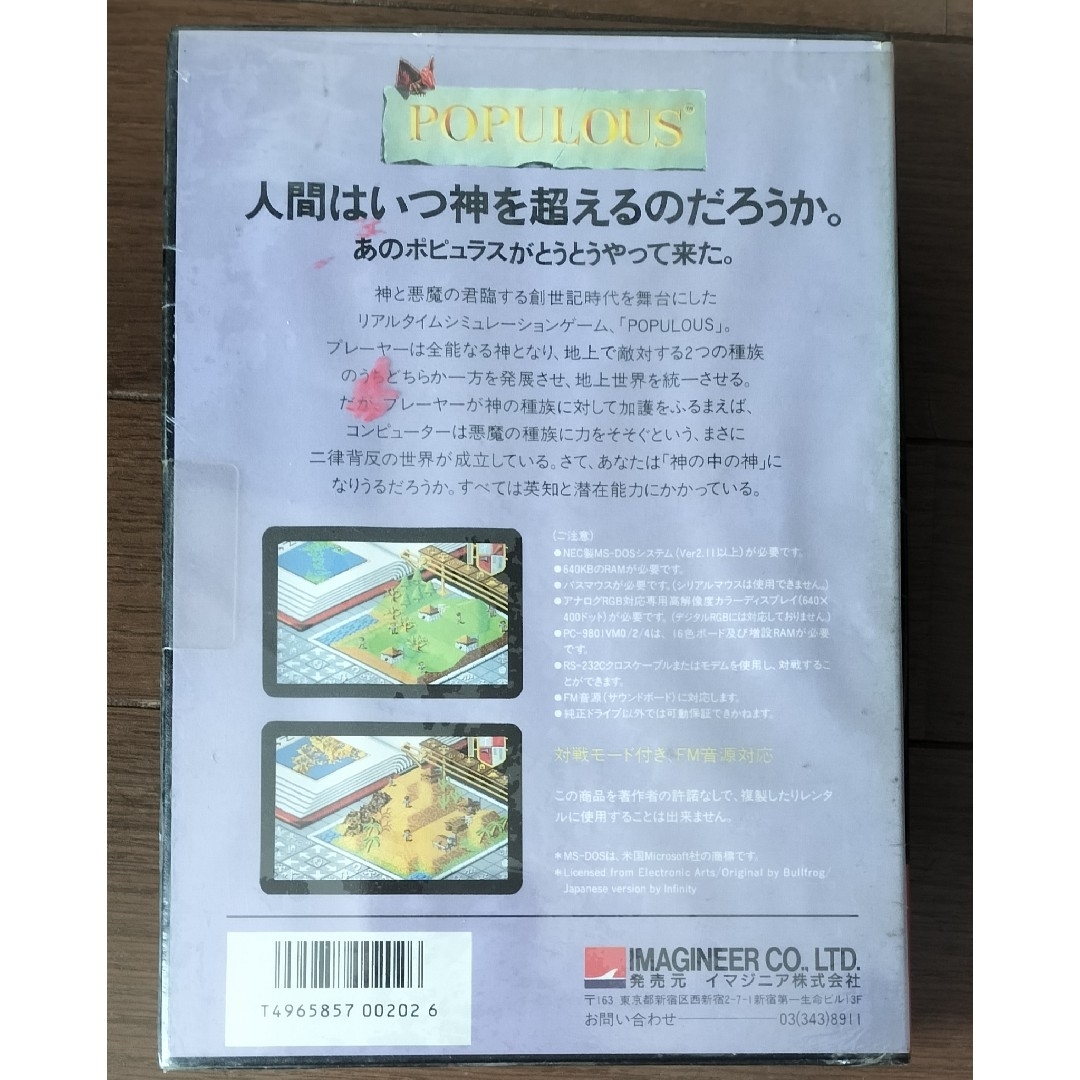 POPULOUS™
人間はいつ神を超えるのだろうか。
あのポピュラスがとうとうやって来た。
神と悪魔の君臨する創世記時代を舞台にした
リアルタイムシミュレーションゲーム、「POPULOUS」。
プレーヤーは全能なる神となり、地上で敵対する2つの種族
のうちどちらか一方を発展させ、地上世界を統一させる。
だが、プレーヤーが神の種族に対して加護をふるまえば、
コンピューターは悪魔の種族に力をそそぐという、まさに
二律背反の世界が成立している。さて、あなたは「神の中の神」に
なりうるだろうか。すべては英知と潜在能力にかかっている。
(ご注意)
●NEC製MS-DOSシステム(Ver2.11以上)が必要です。
●640KBのRAMが必要です。
●バスマウスが必要です。(シリアルマウスは使用できません。)
●アナログRGB対応専用高解像度カラーディスプレイ(640×
400ドット)が必要です。(デジタルRGBには対応しておりません。)
●PC-9801VM0/2/4は、16色ボード及び増設RAMが必要
です。
●RS-232Cクロスケーブルまたはモデムを使用し、対戦するこ
とができます。
●FM音源(サウンドボード)に対応します。
●純正ドライブ以外では可動保証できかねます。
対戦モード付き、FM音源対応
この商品を著作者の許諾なしで、複製したりレンタ
ルに使用することは出来ません。
*MS-DOSは、米国Microsoft社の商標です。
*Licensed from Electronic Arts/Original by Bullfrog/
Japanese version by Infinity
T4965857 00202 6
IMAGINEER CO., LTD.
発売元 イマジニア株式会社
〒163 東京都新宿区西新宿2-7-1新宿第一生命ビル13F
お問い合わせ――03(343)8911